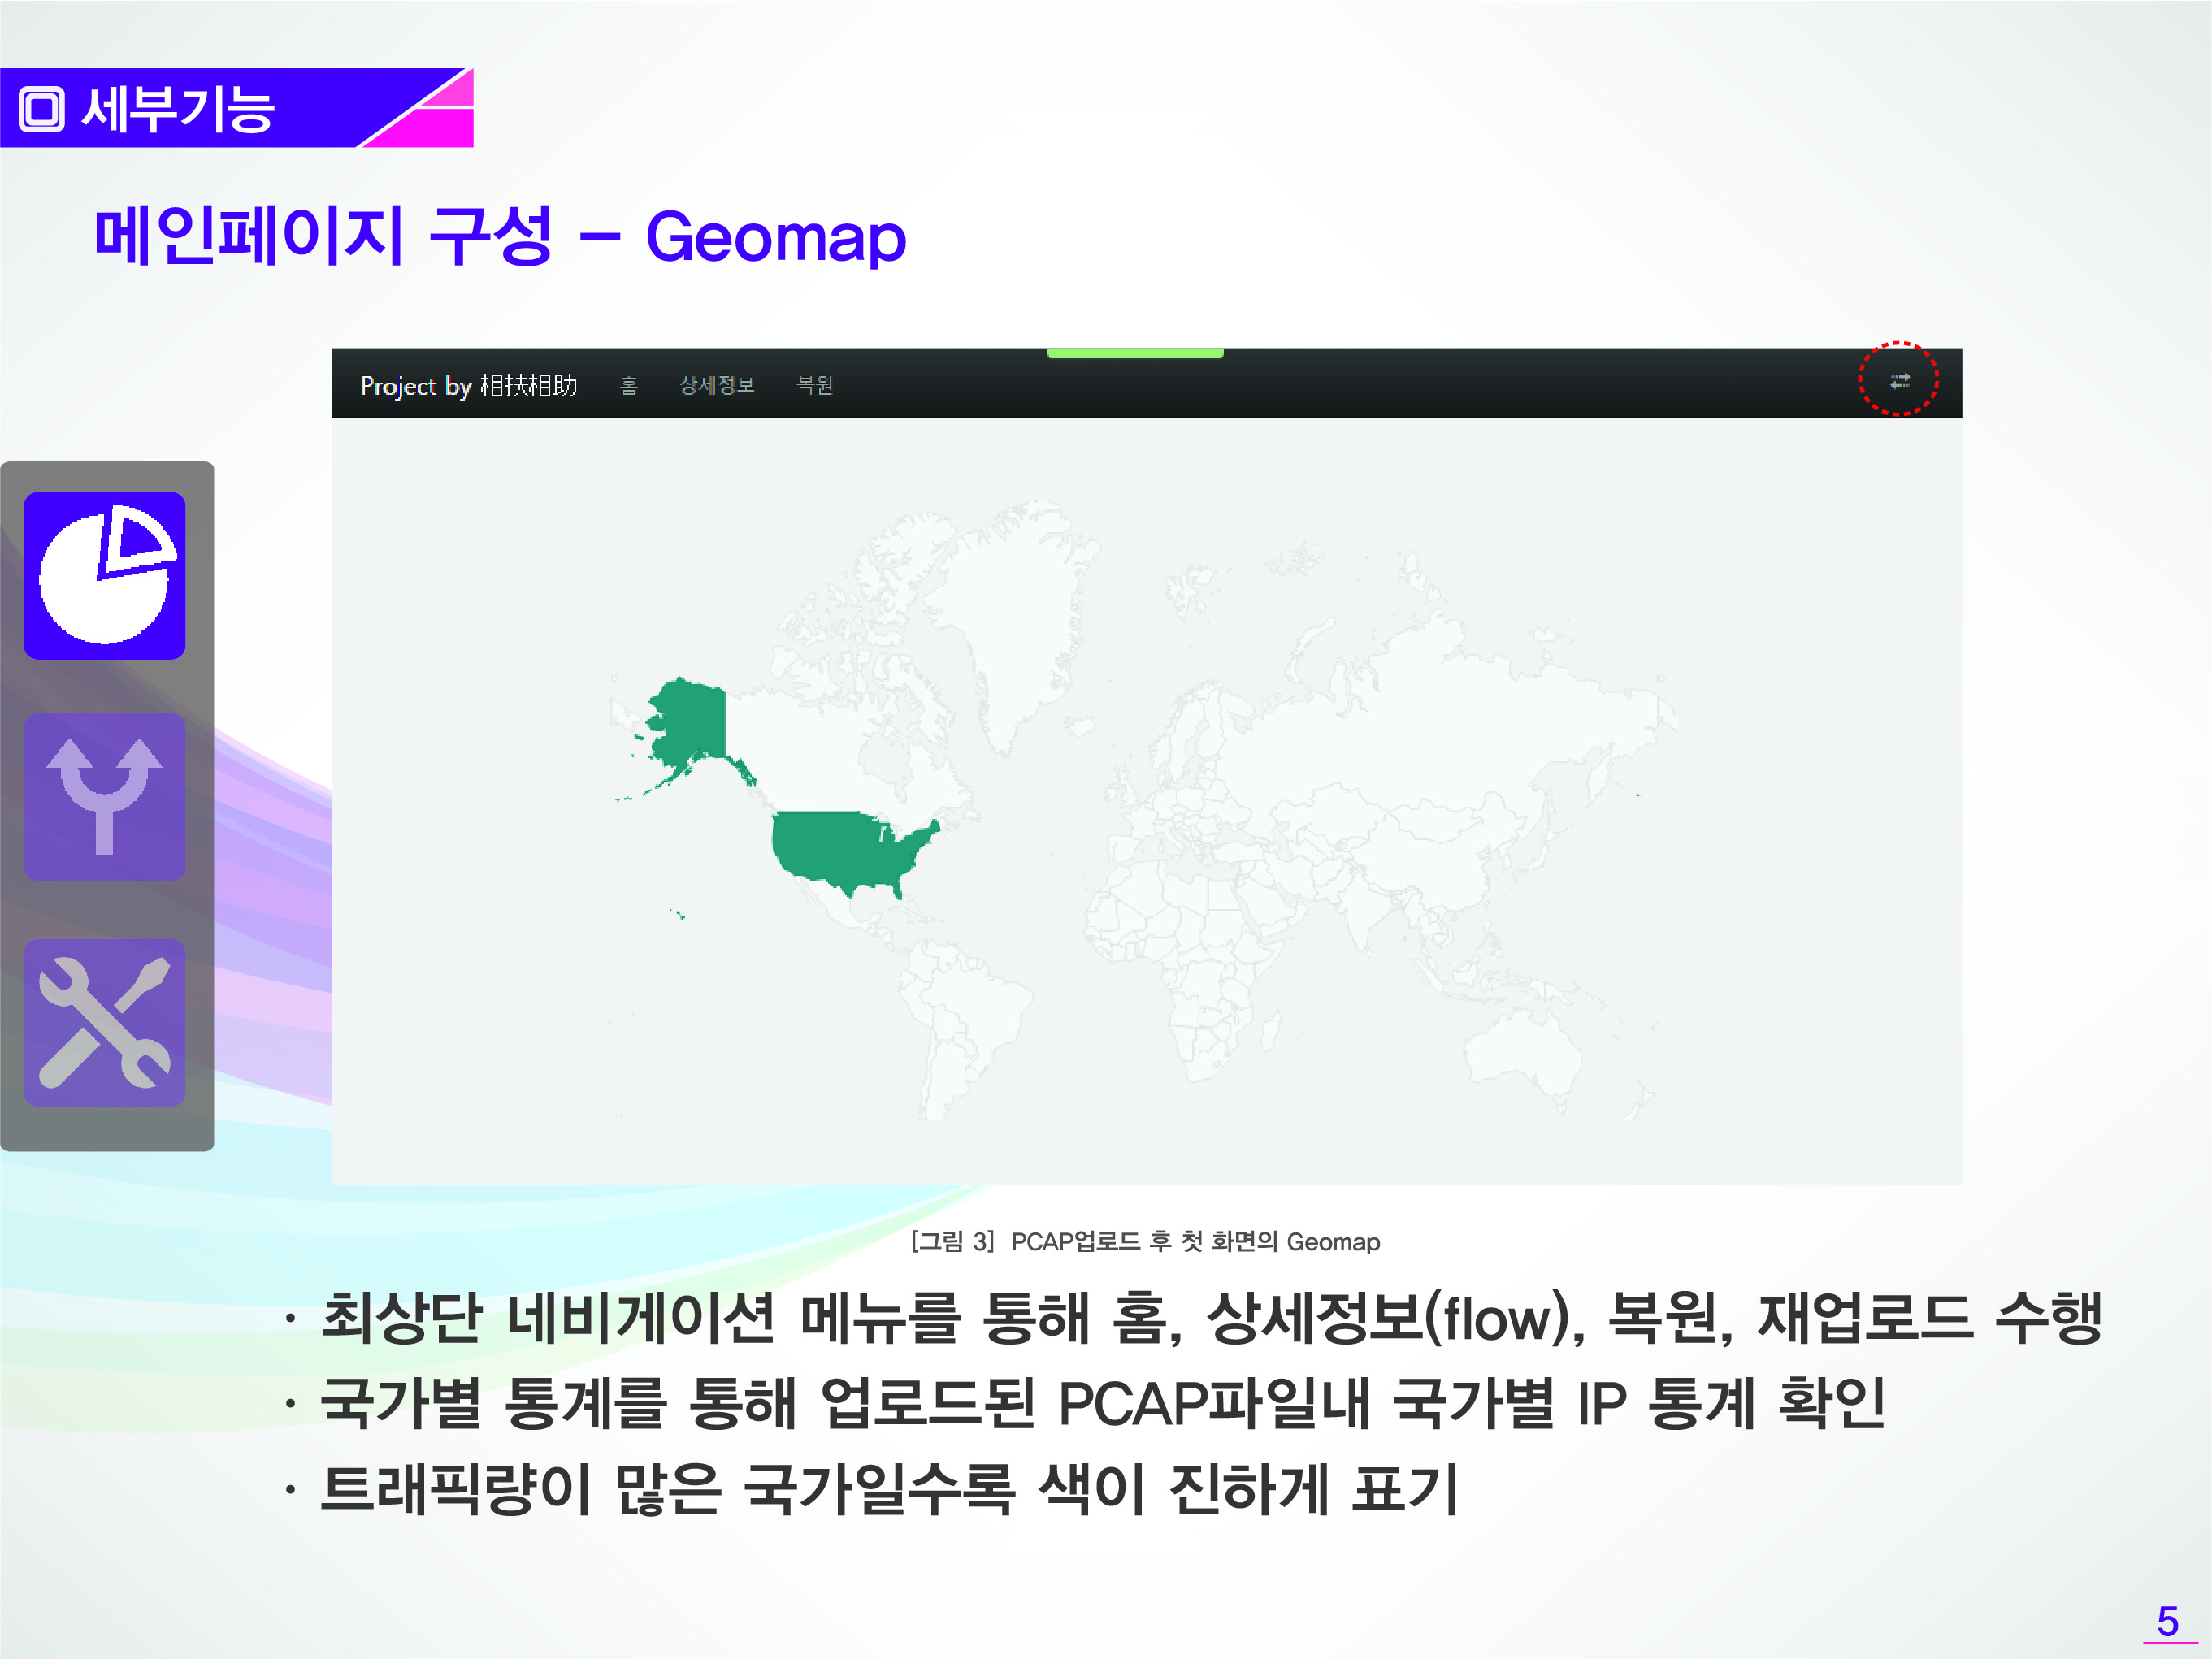 세부기능
메인페이지 구성 – Geomap
Project by 相扶相助 홈 상세정보 복원
[그림 3] PCAP업로드 후 첫 화면의 Geomap
· 최상단 네비게이션 메뉴를 통해 홈, 상세정보(flow), 복원, 재업로드 수행
· 국가별 통계를 통해 업로드된 PCAP파일내 국가별 IP 통계 확인
· 트래픽량이 많은 국가일수록 색이 진하게 표기
5